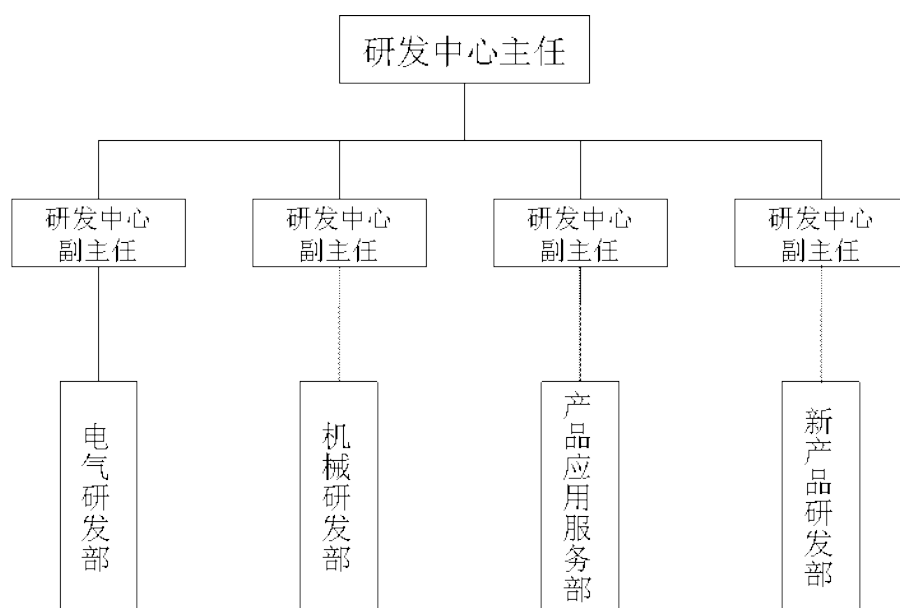 研发中心主任
研发中心
副主任
研发中心
副主任
研发中心
副主任
研发中心
副主任
电气研发部
机械研发部
产品应用服务部
新产品研发部